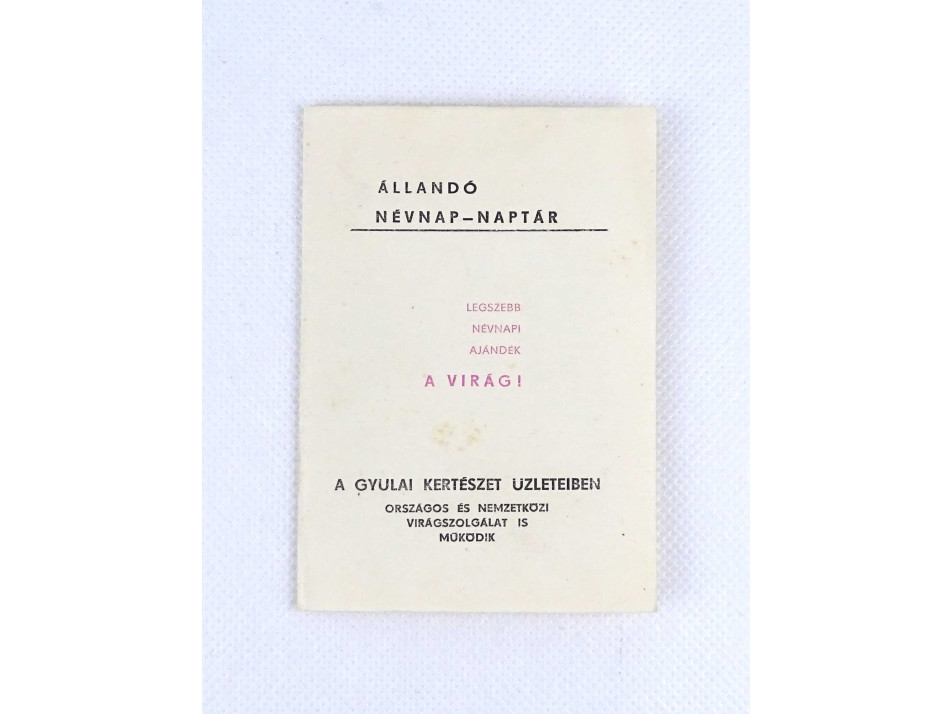 ÁLLANDÓ
NÉVNAP-NAPTÁR
LEGSZEBB
NÉVNAPI
AJÁNDÉK
A VIRÁG!
A GYULAI KERTÉSZET ÜZLETEIBEN
ORSZÁGOS ÉS NEMZETKÖZI
VIRÁGSZOLGÁLAT IS
MŰKÖDIK